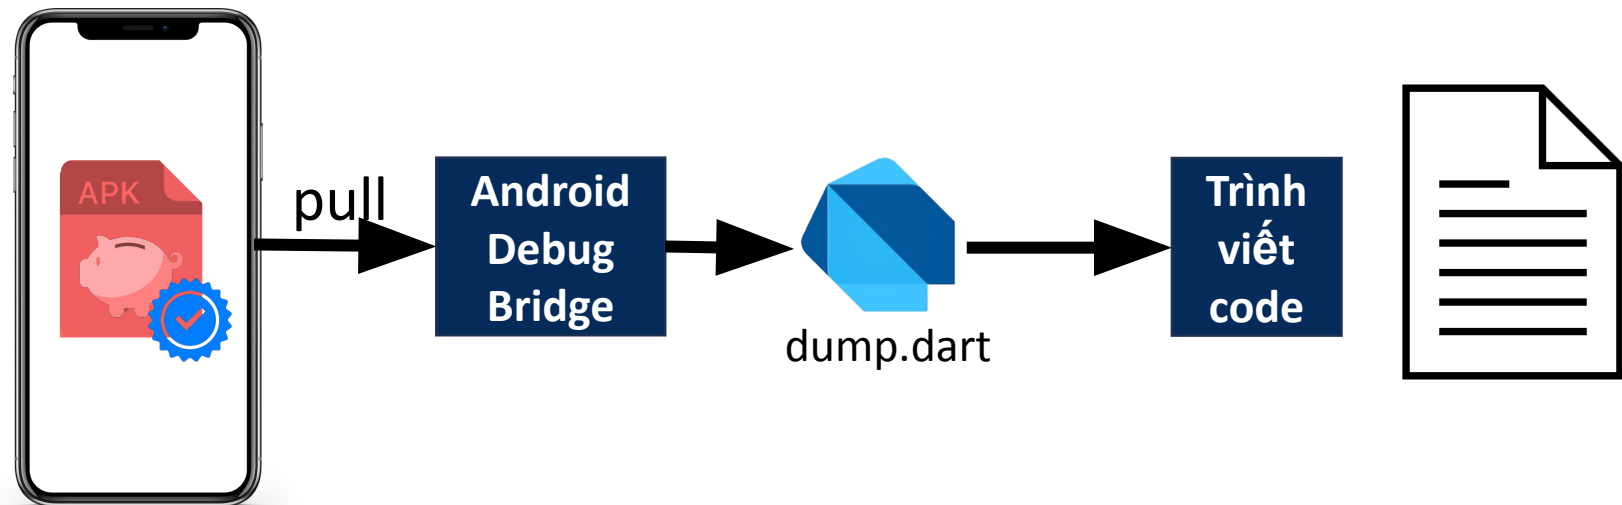 APK
pull
Android
Debug
Bridge
dump.dart
Trình
viết
code